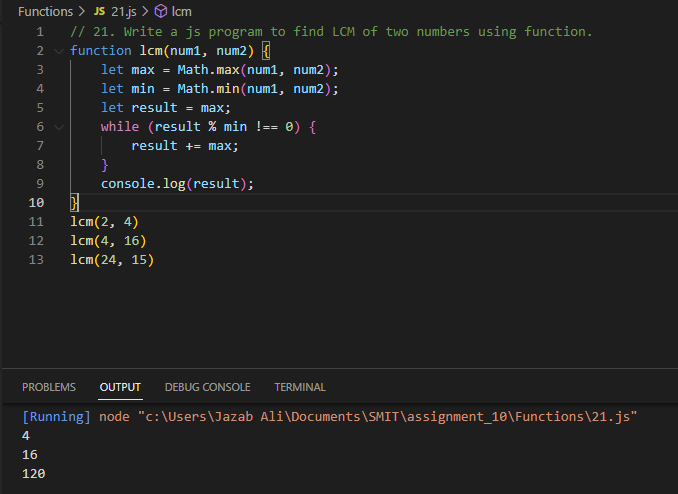 Functions > JS 21.js > lcm
1 // 21. Write a js program to find LCM of two numbers using function.
2 function lcm(num1, num2) {
3     let max = Math.max(num1, num2);
4     let min = Math.min(num1, num2);
5     let result = max;
6     while (result % min !== 0) {
7         result += max;
8     }
9     console.log(result);
10 }
11 lcm(2, 4)
12 lcm(4, 16)
13 lcm(24, 15)
PROBLEMS OUTPUT DEBUG CONSOLE TERMINAL
[Running] node "c:\Users\Jazab Ali\Documents\SMIT\assignment_10\Functions\21.js"
4
16
120